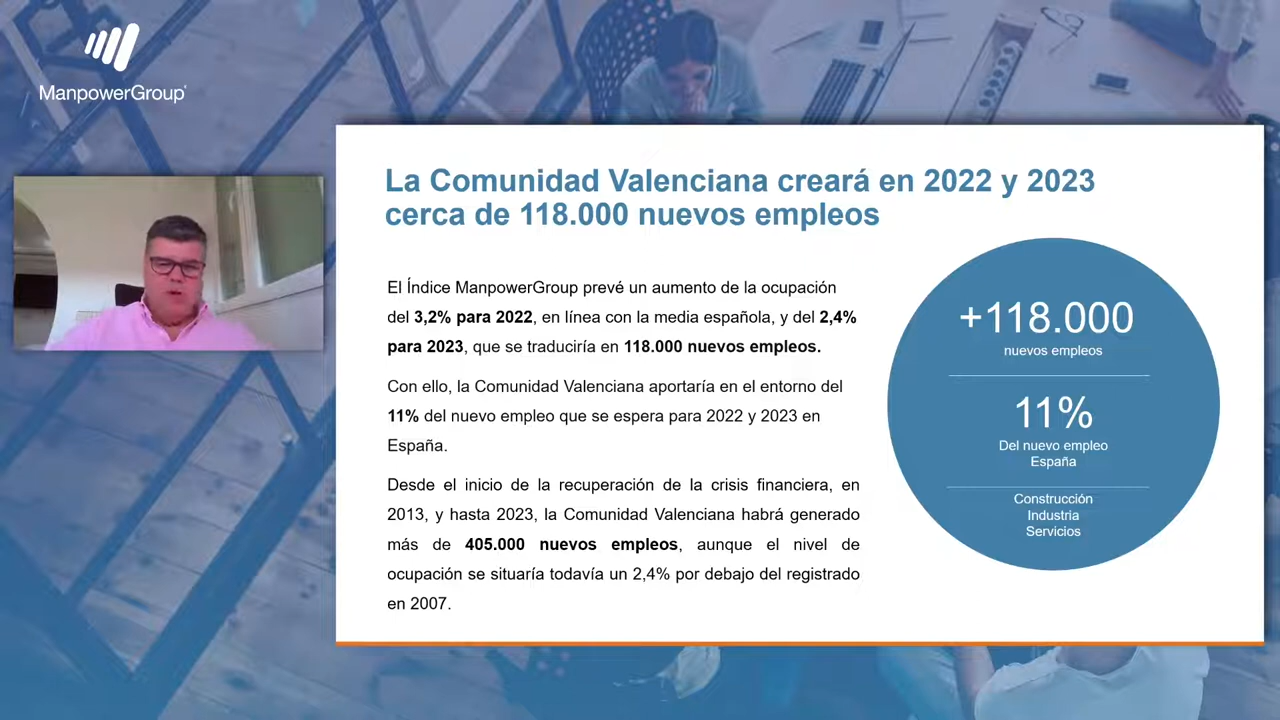 ManpowerGroup
La Comunidad Valenciana creará en 2022 y 2023
cerca de 118.000 nuevos empleos
El Índice ManpowerGroup prevé un aumento de la ocupación
del 3,2% para 2022, en línea con la media española, y del 2,4%
para 2023, que se traduciría en 118.000 nuevos empleos.
Con ello, la Comunidad Valenciana aportaría en el entorno del
11% del nuevo empleo que se espera para 2022 y 2023 en
España.
Desde el inicio de la recuperación de la crisis financiera, en
2013, y hasta 2023, la Comunidad Valenciana habrá generado
más de 405.000 nuevos empleos, aunque el nivel de
ocupación se situaría todavía un 2,4% por debajo del registrado
en 2007.
+118.000
nuevos empleos
11%
Del nuevo empleo
España
Construcción
Industria
Servicios